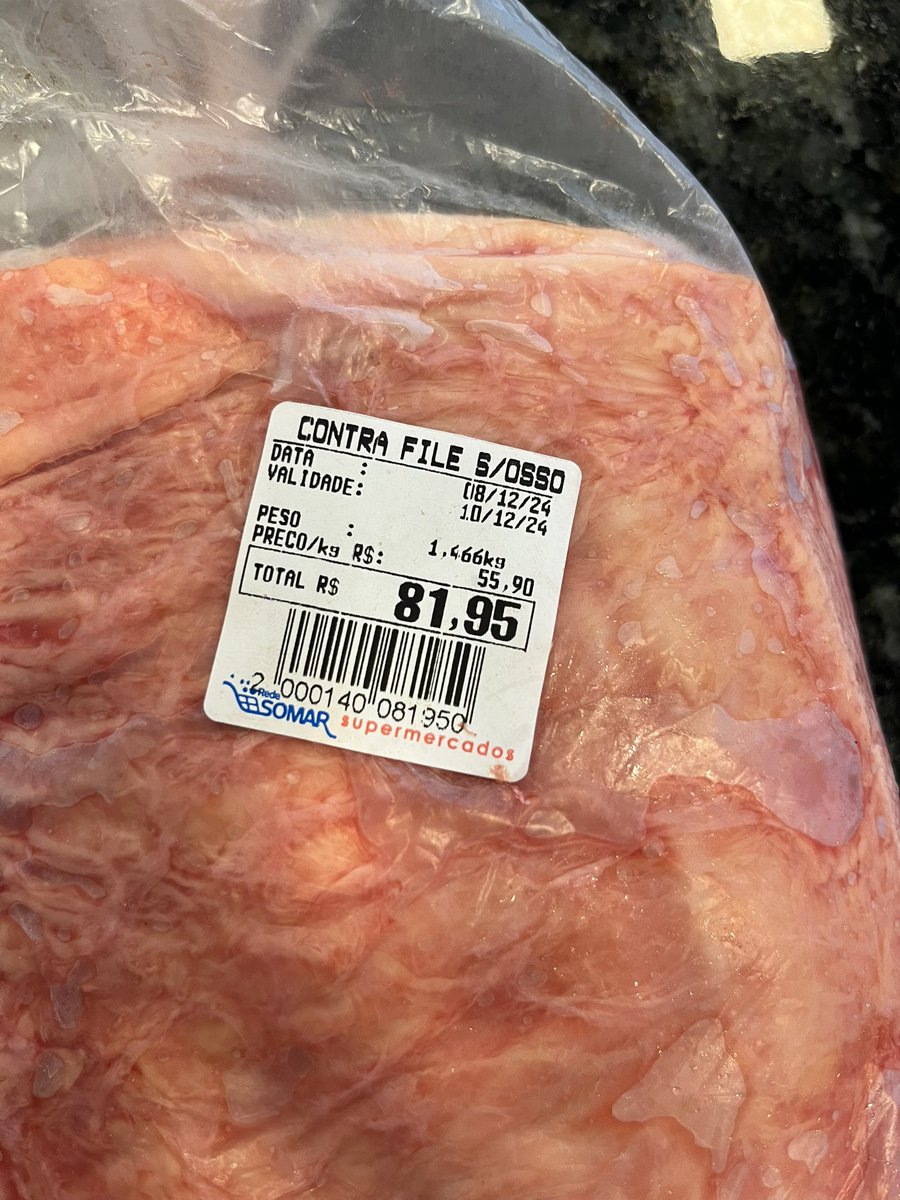 CONTRA FILE S/OSSO
DATA : 08/12/24
VALIDADE: 10/12/24
PESO : 1,466kg
PRECO/kg R$: 55,90
TOTAL R$ 81,95
2 000140 081950
Rede SOMAR supermercados